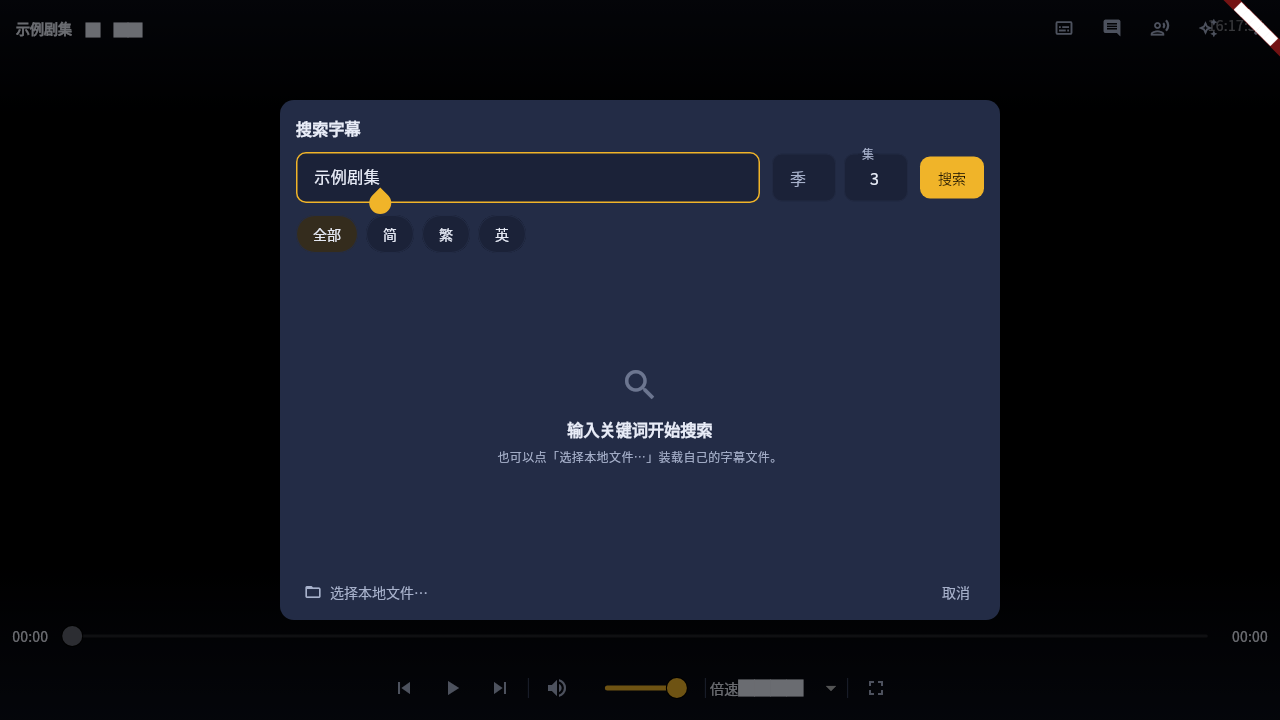 示例剧集
搜索字幕
示例剧集
季
集
3
搜索
全部
简
繁
英
输入关键词开始搜索
也可以点「选择本地文件…」装载自己的字幕文件。
选择本地文件…
取消
00:00
00:00
倍速